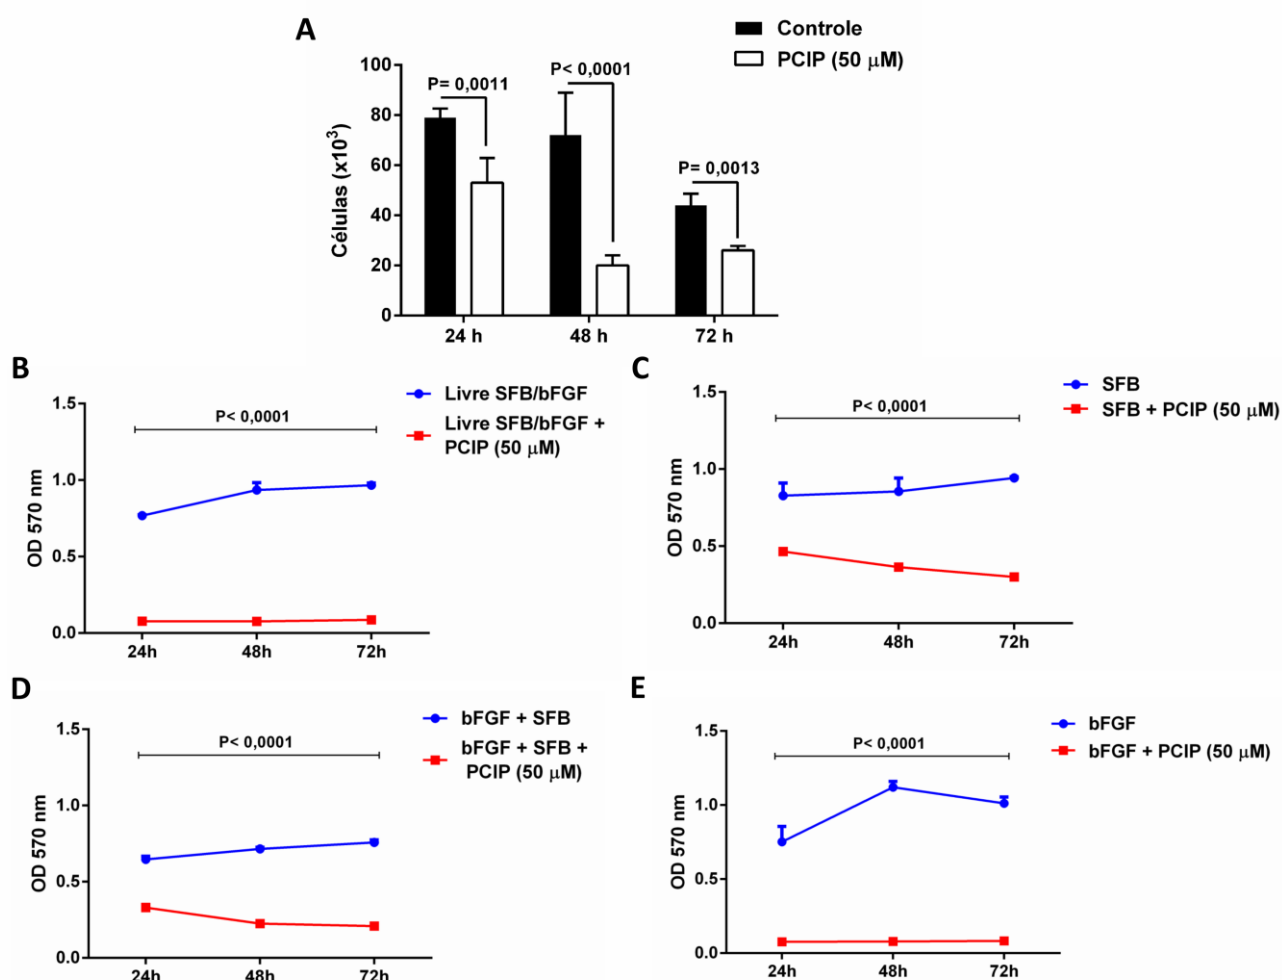 A
Controle
PCIP (50 µM)
100
80
60
40
20
0
Células (x10³)
P= 0,0011
P< 0,0001
P= 0,0013
24 h
48 h
72 h
B
Livre SFB/bFGF
Livre SFB/bFGF +
PCIP (50 µM)
P< 0,0001
1.5
1.0
0.5
0.0
OD 570 nm
24h
48h
72h
C
SFB
SFB + PCIP (50 µM)
P< 0,0001
1.5
1.0
0.5
0.0
OD 570 nm
24h
48h
72h
D
bFGF + SFB
bFGF + SFB +
PCIP (50 µM)
P< 0,0001
1.5
1.0
0.5
0.0
OD 570 nm
24h
48h
72h
E
bFGF
bFGF + PCIP (50 µM)
P< 0,0001
1.5
1.0
0.5
0.0
OD 570 nm
24h
48h
72h